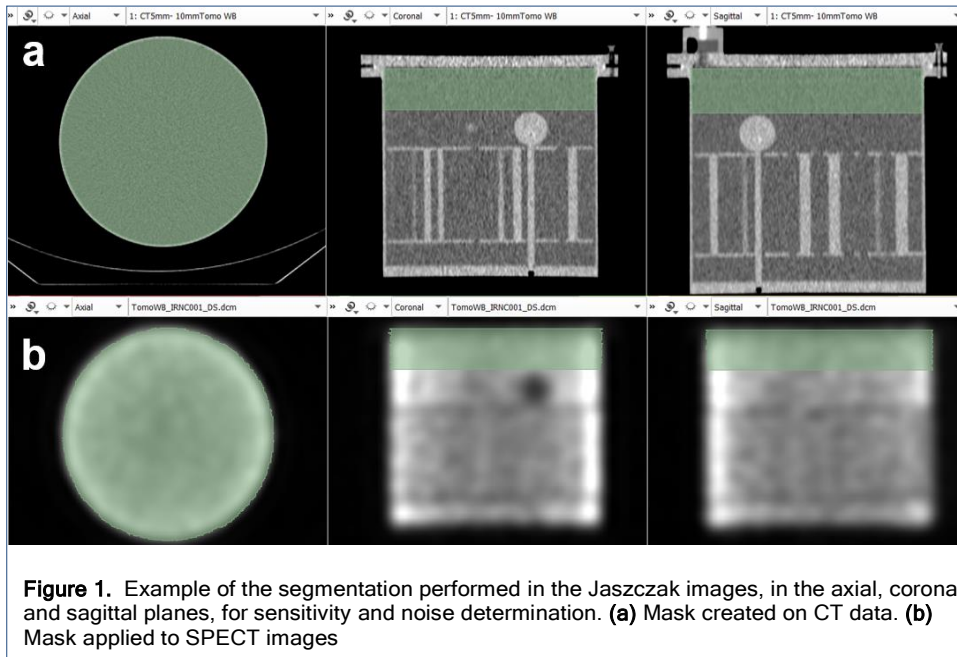 » Axial 1: CT5mm- 10mmTomo WB » Coronal 1: CT5mm- 10mmTomo WB » Sagittal 1: CT5mm- 10mmTomo WB
a
» Axial TomoWB_IRNC001_DS.dcm » Coronal TomoWB_IRNC001_DS.dcm » Sagittal TomoWB_IRNC001_DS.dcm
b
Figure 1. Example of the segmentation performed in the Jaszczak images, in the axial, corona
and sagittal planes, for sensitivity and noise determination. (a) Mask created on CT data. (b)
Mask applied to SPECT images